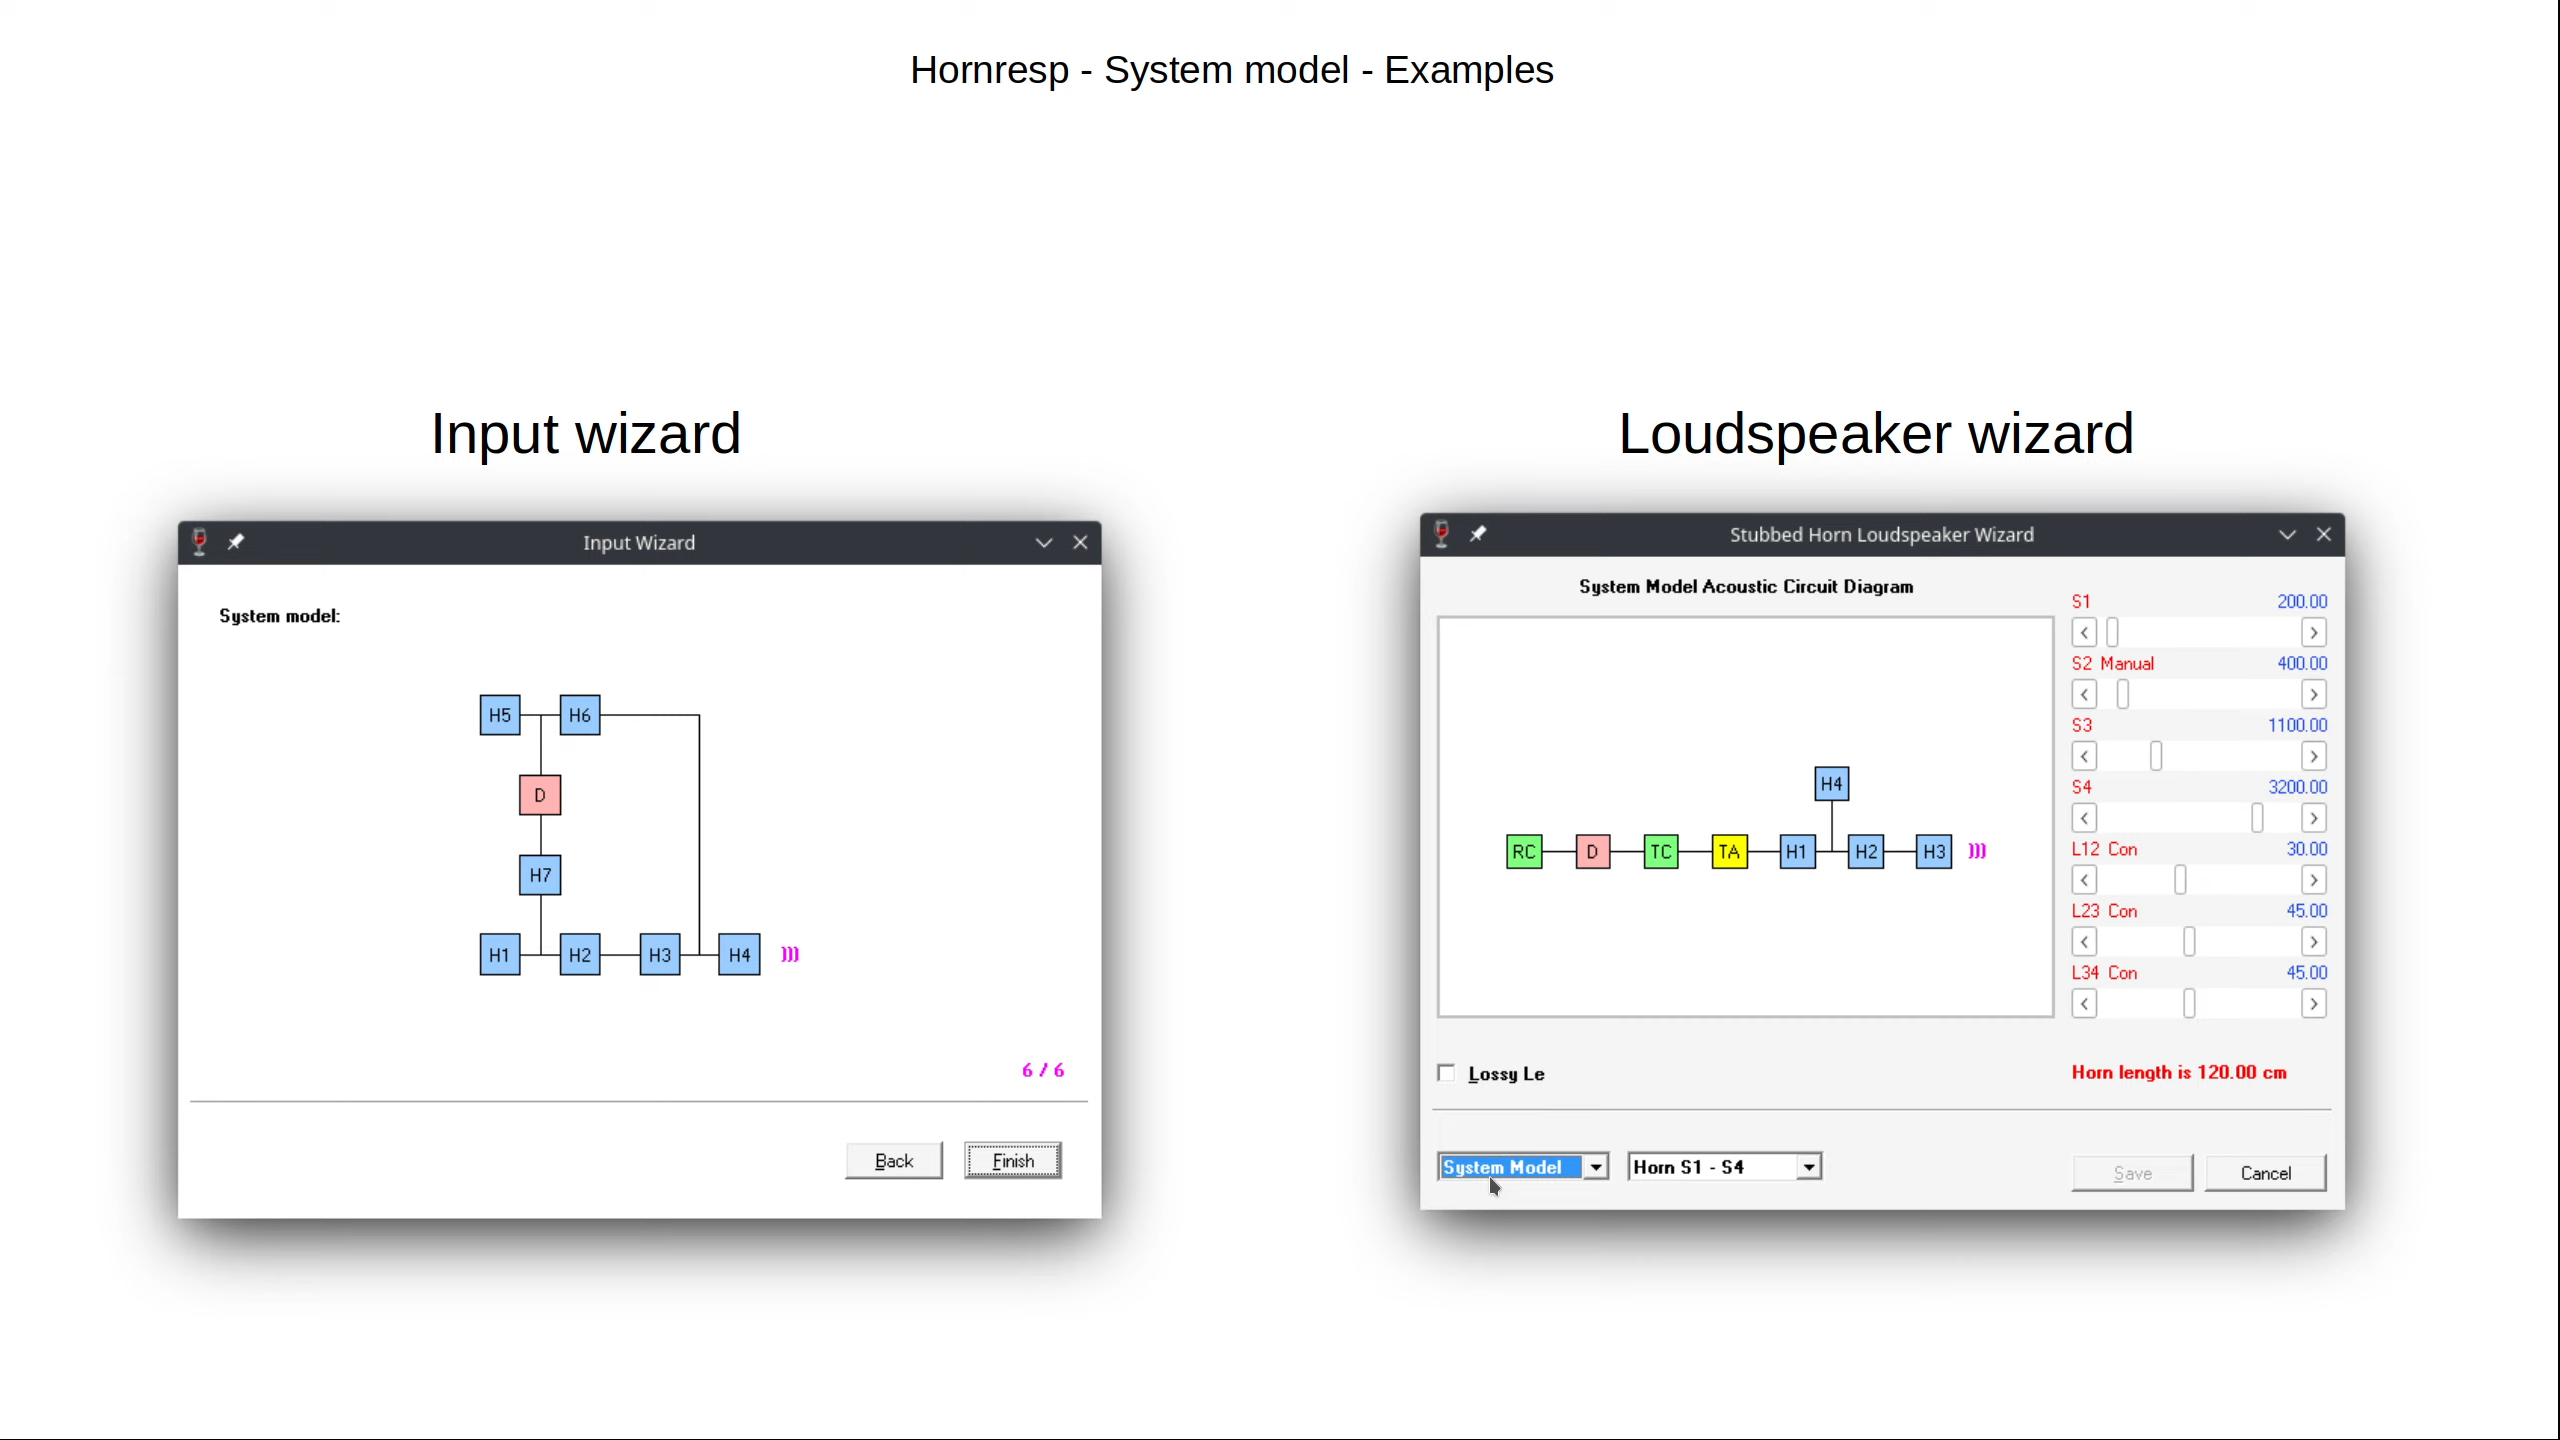 Hornresp - System model - Examples
Input wizard
Input Wizard
System model:
H5 H6
D
H7
H1 H2 H3 H4 )))
6 / 6
Back Finish
Loudspeaker wizard
Stubbed Horn Loudspeaker Wizard
System Model Acoustic Circuit Diagram
H4
RC D TC TA H1 H2 H3 )))
S1 200.00
S2 Manual 400.00
S3 1100.00
S4 3200.00
L12 Con 30.00
L23 Con 45.00
L34 Con 45.00
Lossy Le
Horn length is 120.00 cm
System Model Horn S1 - S4
Save Cancel